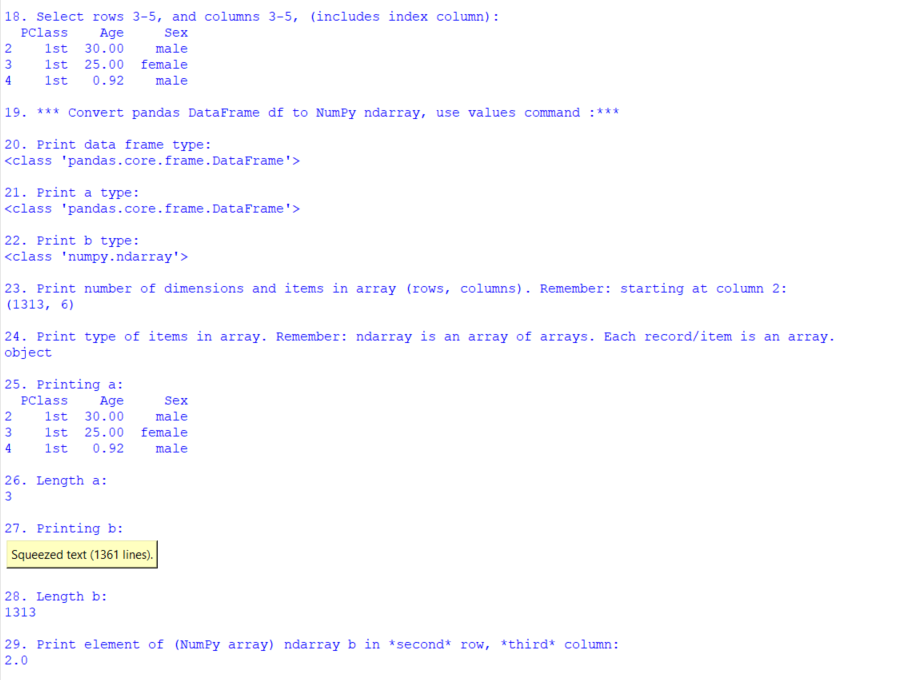 18. Select rows 3-5, and columns 3-5, (includes index column):
PClass Age Sex
2 1st 30.00 male
3 1st 25.00 female
4 1st 0.92 male
19. *** Convert pandas DataFrame df to NumPy ndarray, use values command :***
20. Print data frame type:
<class 'pandas.core.frame.DataFrame'>
21. Print a type:
<class 'pandas.core.frame.DataFrame'>
22. Print b type:
<class 'numpy.ndarray'>
23. Print number of dimensions and items in array (rows, columns). Remember: starting at column 2:
(1313, 6)
24. Print type of items in array. Remember: ndarray is an array of arrays. Each record/item is an array.
object
25. Printing a:
PClass Age Sex
2 1st 30.00 male
3 1st 25.00 female
4 1st 0.92 male
26. Length a:
3
27. Printing b:
Squeezed text (1361 lines).
28. Length b:
1313
29. Print element of (NumPy array) ndarray b in *second* row, *third* column:
2.0